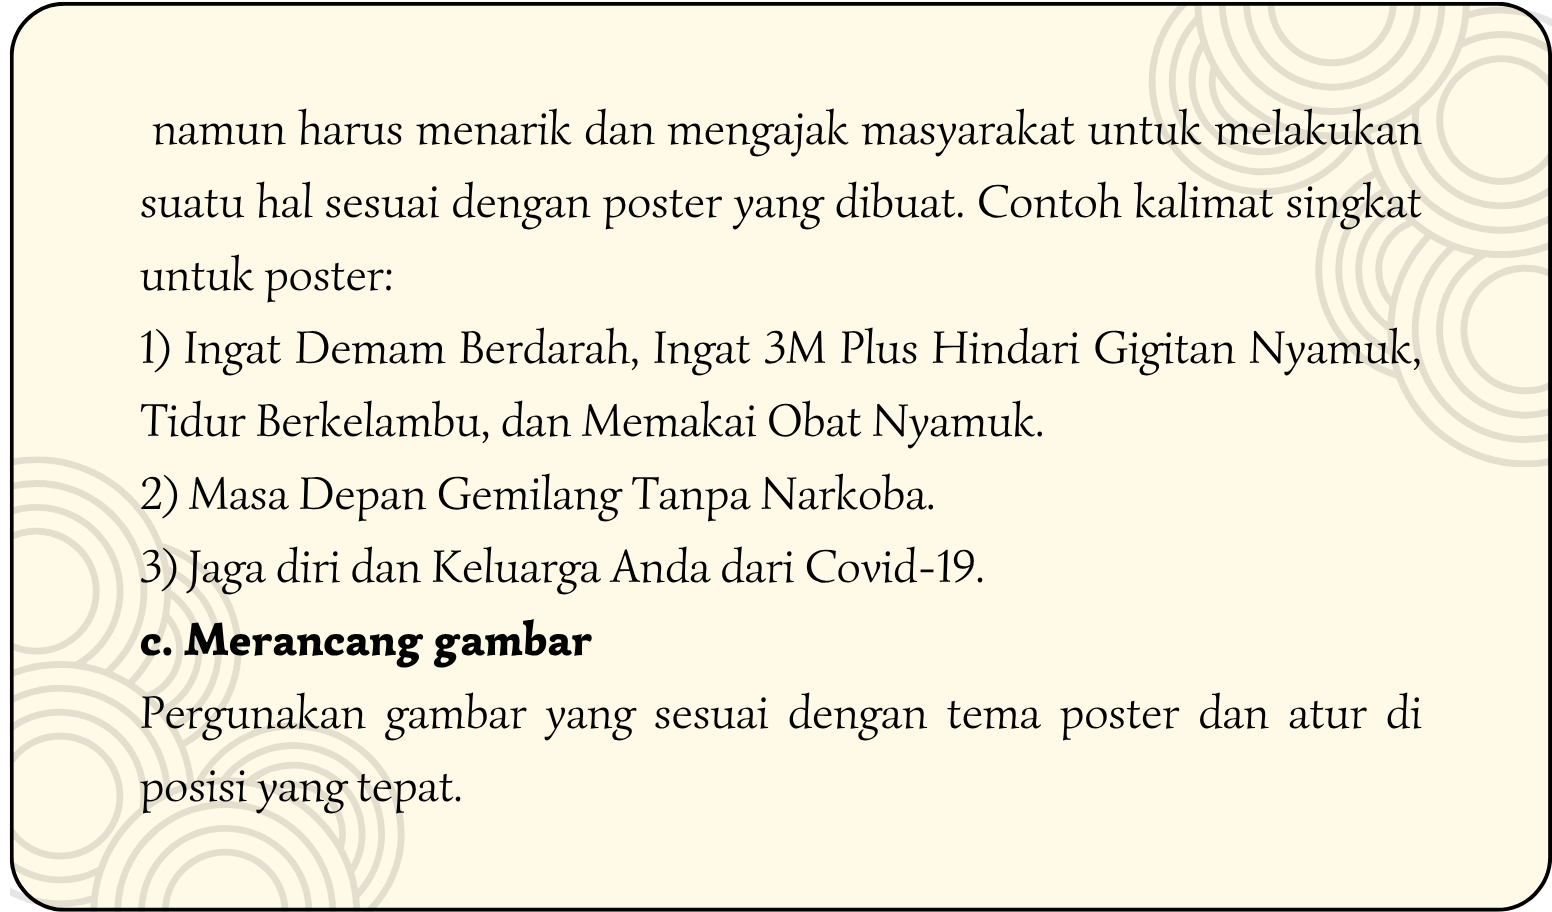 namun harus menarik dan mengajak masyarakat untuk melakukan
suatu hal sesuai dengan poster yang dibuat. Contoh kalimat singkat
untuk poster:
1) Ingat Demam Berdarah, Ingat 3M Plus Hindari Gigitan Nyamuk,
Tidur Berkelambu, dan Memakai Obat Nyamuk.
2) Masa Depan Gemilang Tanpa Narkoba.
3) Jaga diri dan Keluarga Anda dari Covid-19.
c. Merancang gambar
Pergunakan gambar yang sesuai dengan tema poster dan atur di
posisi yang tepat.